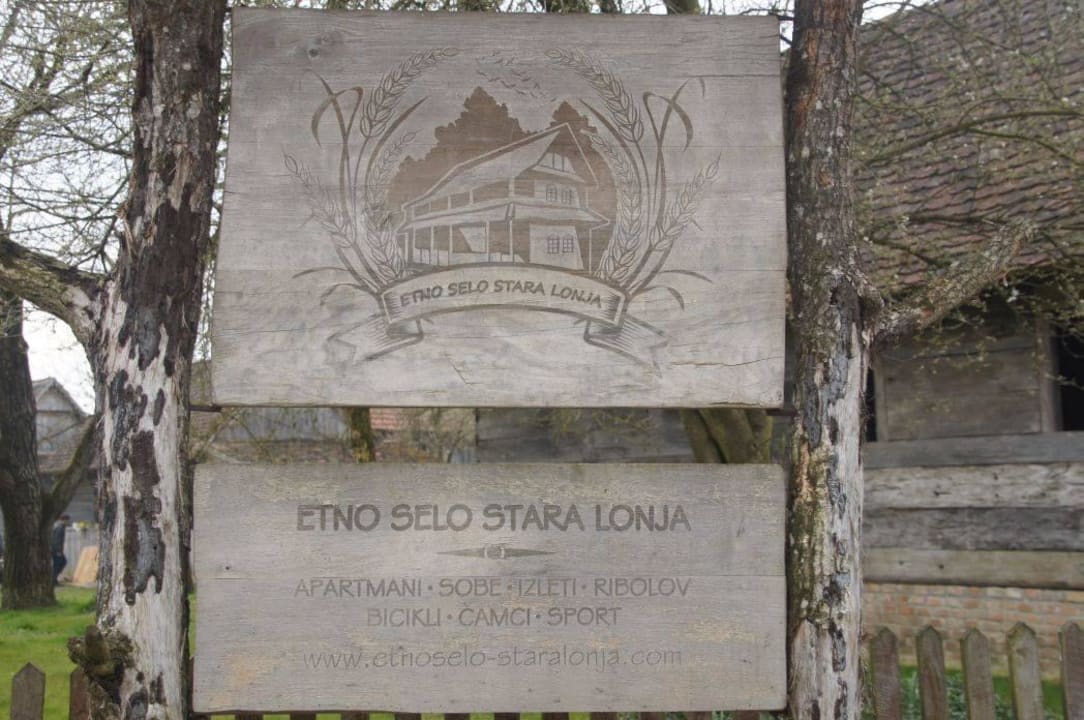 ETNO SELO STARA LONJA
ETNO SELO STARA LONJA
APARTMANI · SOBE · IZLETI · RIBOLOV
BICIKLI · ČAMCI · SPORT
www.etnoselo-staralonja.com